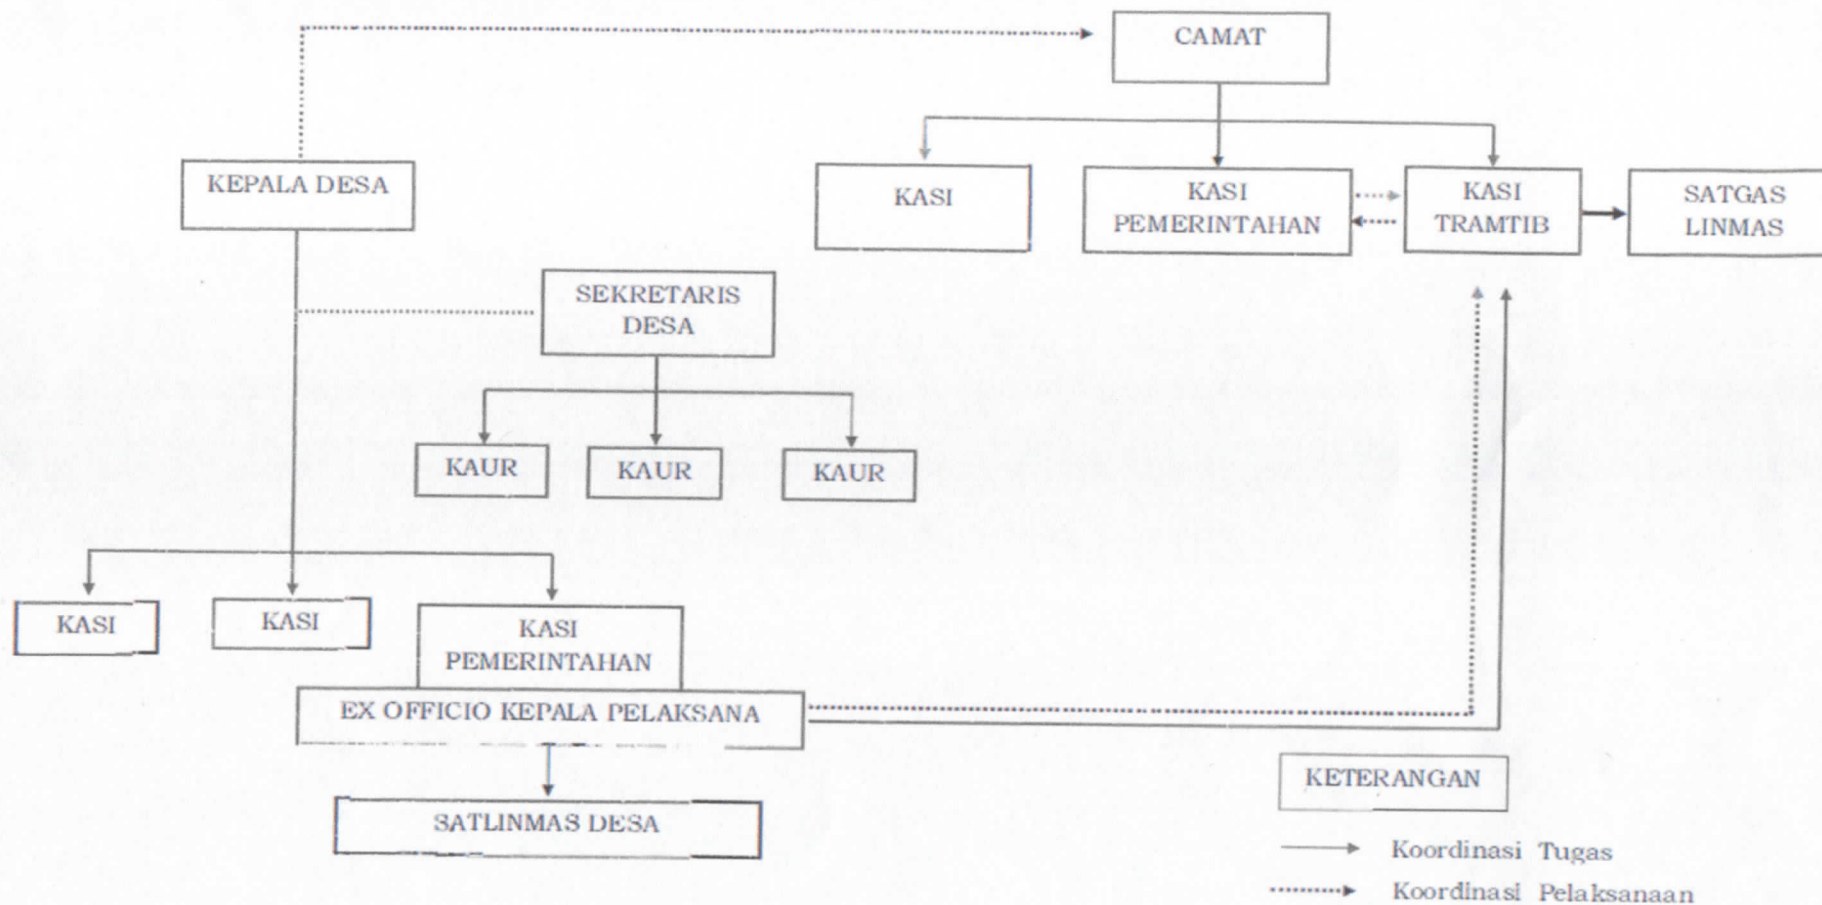 CAMAT
KEPALA DESA
KASI
KASI
PEMERINTAHAN
KASI
TRAMTIB
SATGAS
LINMAS
SEKRETARIS
DESA
KAUR
KAUR
KAUR
KASI
KASI
KASI
PEMERINTAHAN
EX OFFICIO KEPALA PELAKSANA
SATLINMAS DESA
KETERANGAN
Koordinasi Tugas
Koordinasi Pelaksanaan